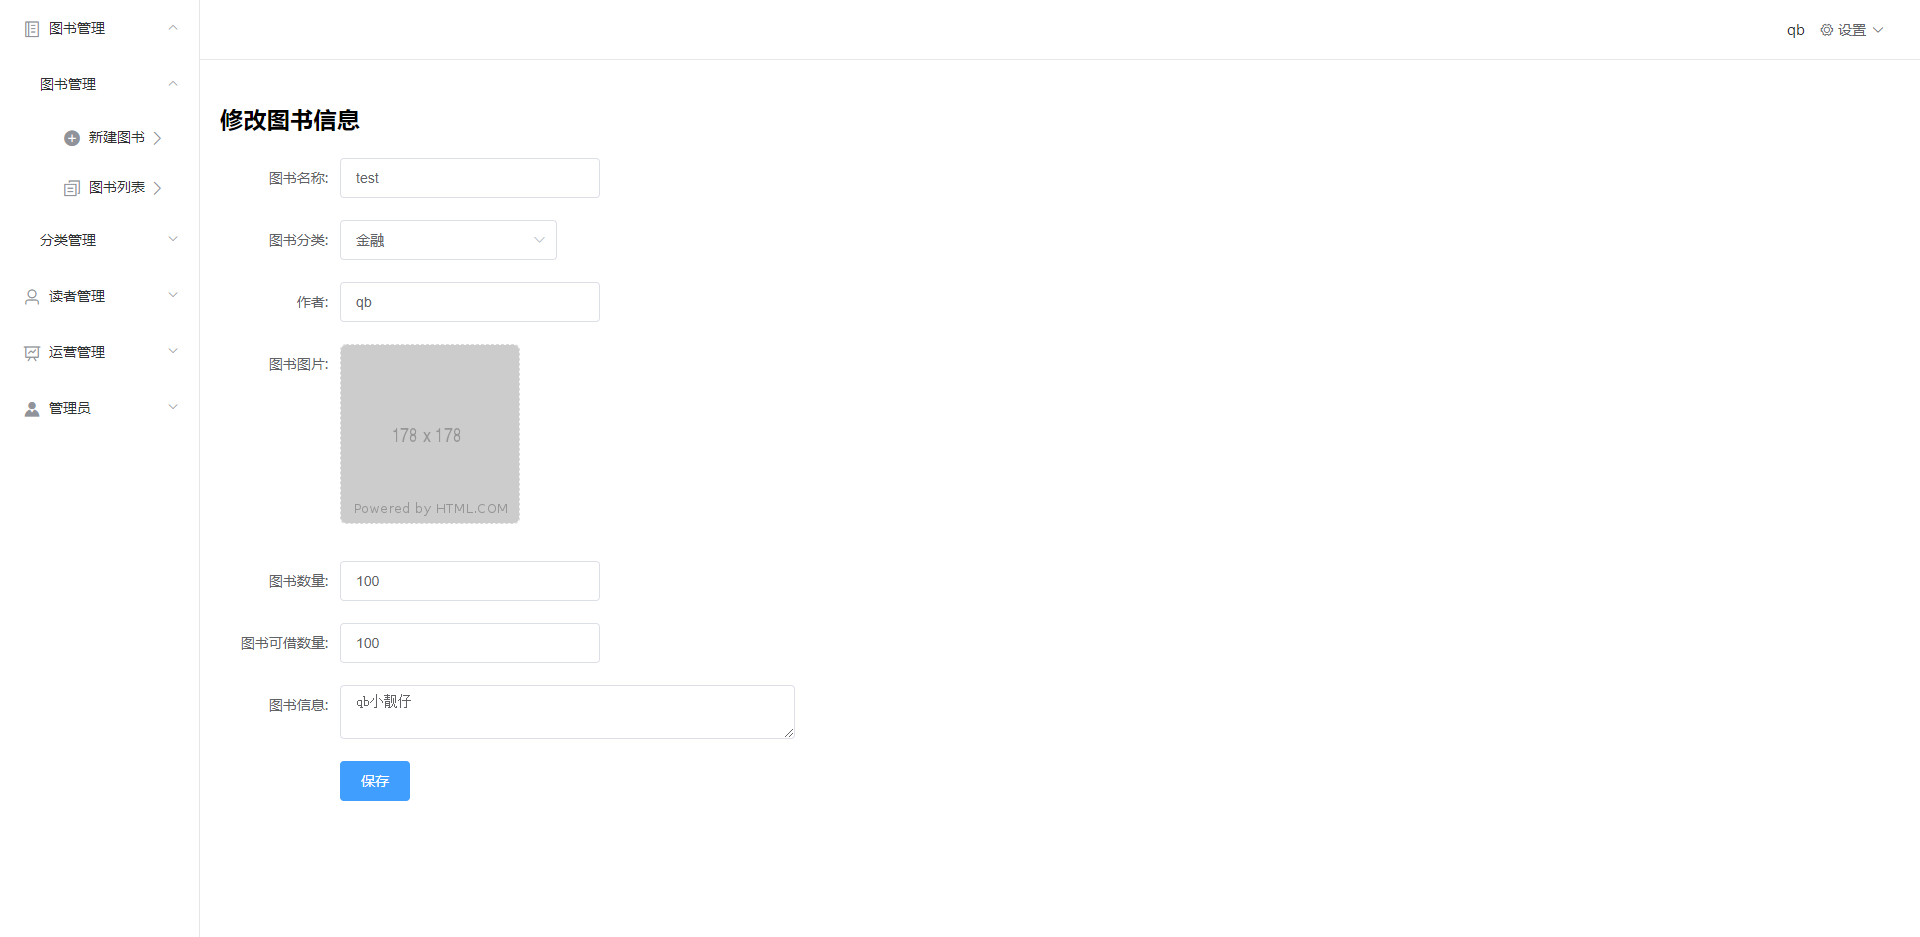 图书管理
图书管理
新建图书
图书列表
分类管理
读者管理
运营管理
管理员
qb 设置
修改图书信息
图书名称: test
图书分类: 金融
作者: qb
图书图片:
178 x 178
Powered by HTML.COM
图书数量: 100
图书可借数量: 100
图书信息: qb小靓仔
保存